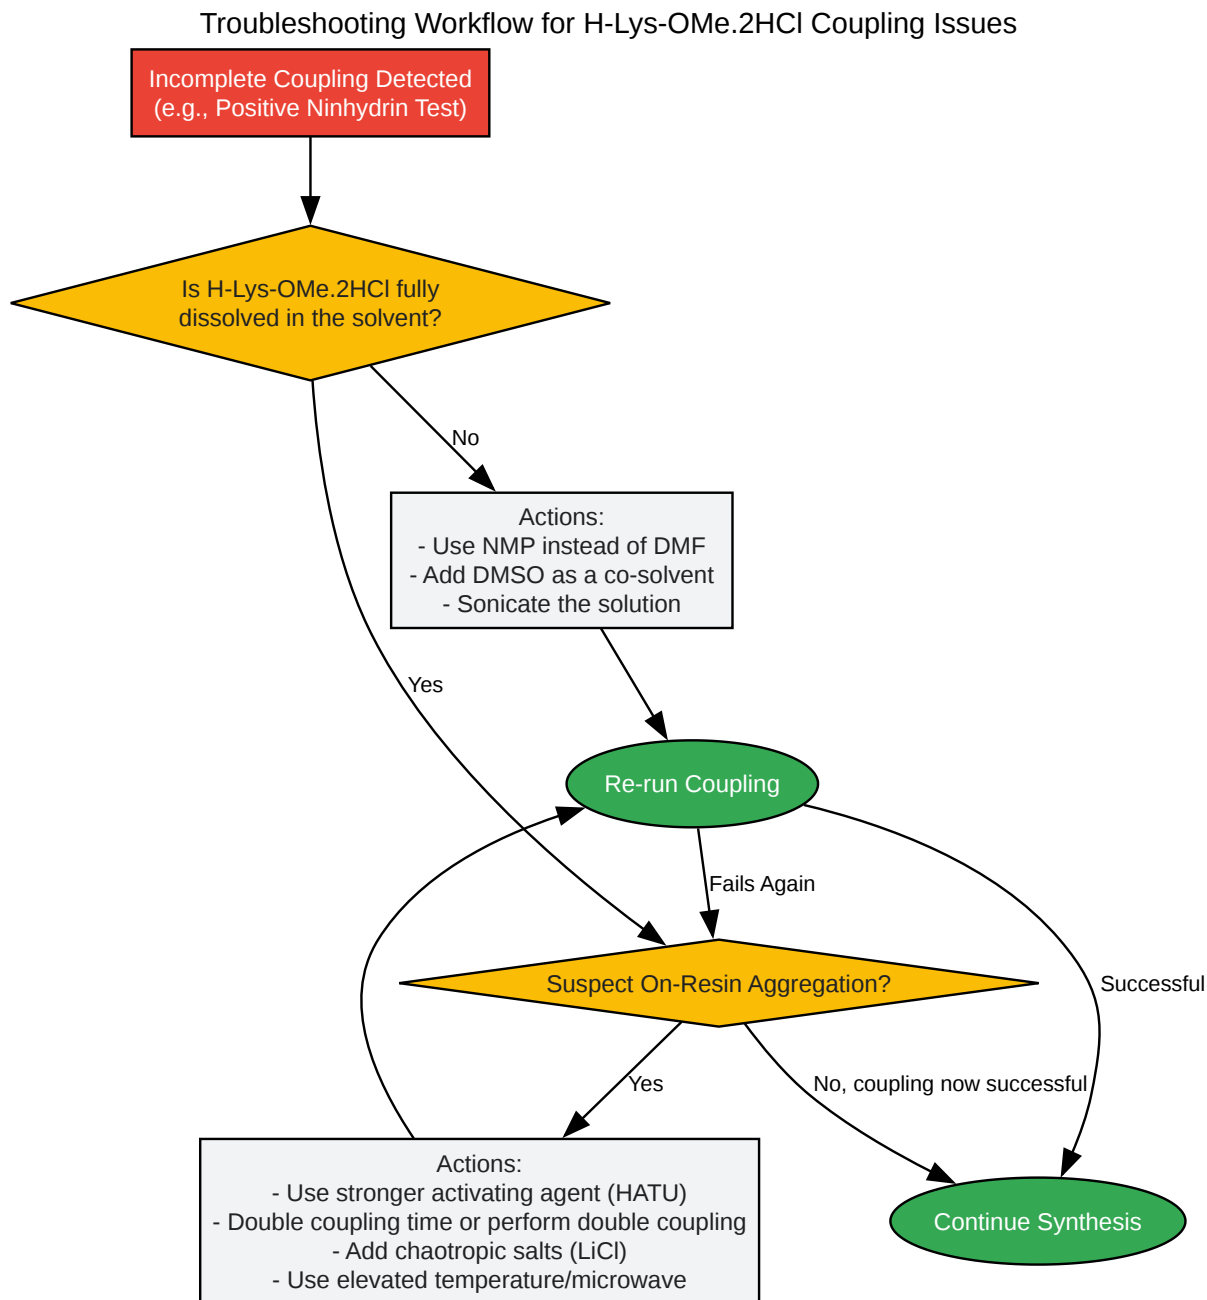 Troubleshooting Workflow for H-Lys-OMe.2HCl Coupling Issues
Incomplete Coupling Detected
(e.g., Positive Ninhydrin Test)
Is H-Lys-OMe.2HCl fully
dissolved in the solvent?
No
Actions:
- Use NMP instead of DMF
- Add DMSO as a co-solvent
- Sonicate the solution
Yes
Re-run Coupling
Fails Again
Suspect On-Resin Aggregation?
Successful
Yes
No, coupling now successful
Actions:
- Use stronger activating agent (HATU)
- Double coupling time or perform double coupling
- Add chaotropic salts (LiCl)
- Use elevated temperature/microwave
Continue Synthesis